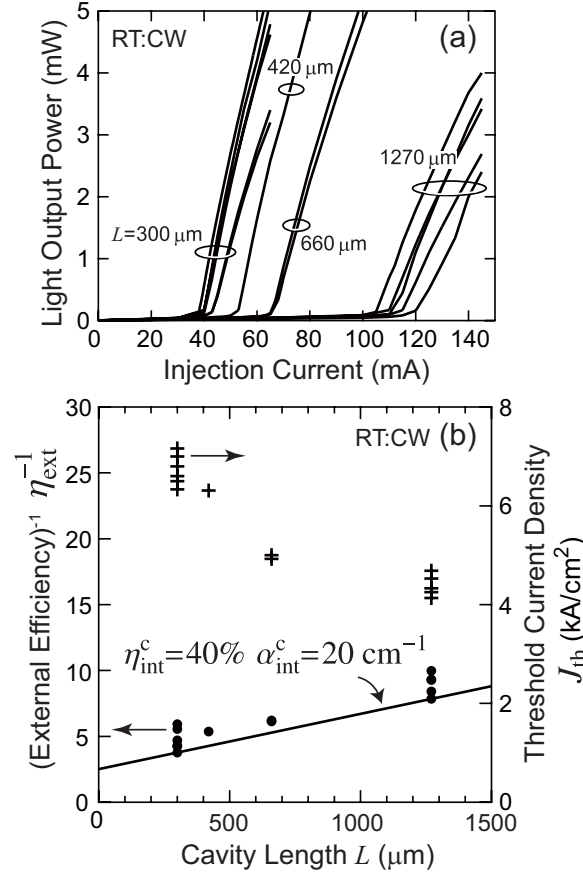 RT:CW
(a)
Light Output Power (mW)
5
4
3
2
1
0
420 μm
1270 μm
L=300 μm
660 μm
0 20 40 60 80 100 120 140
Injection Current (mA)
RT:CW
(b)
(External Efficiency)⁻¹ η⁻¹ext
30
25
20
15
10
5
0
ηᶜint=40% αᶜint=20 cm⁻¹
8
6
4
2
0
Threshold Current Density
Jth (kA/cm²)
0 500 1000 1500
Cavity Length L (μm)